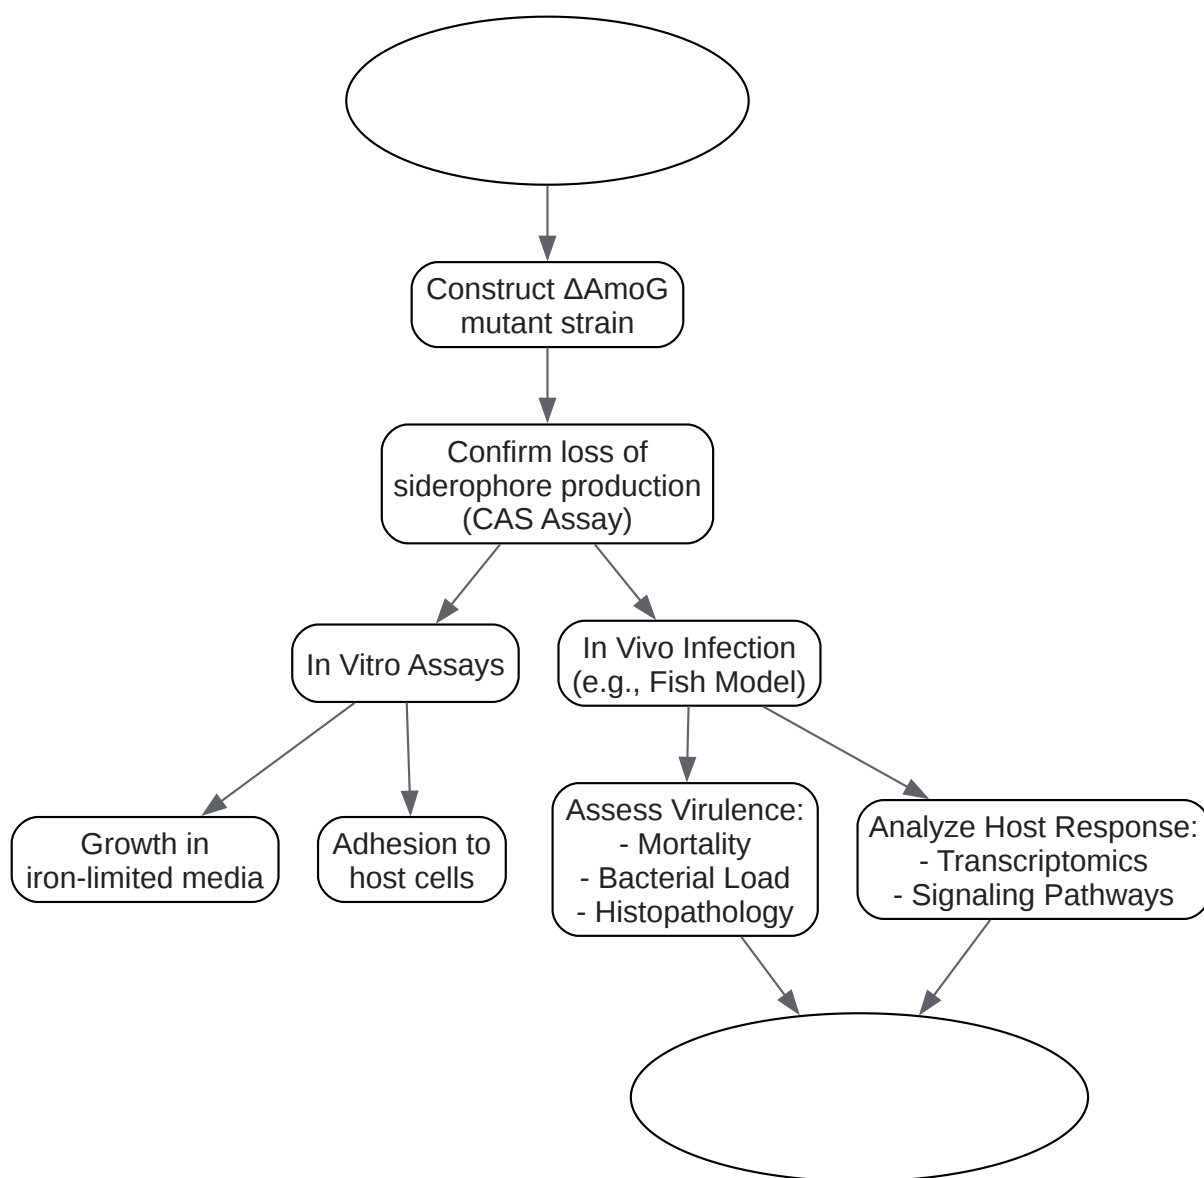 Construct ΔAmoG
mutant strain
Confirm loss of
siderophore production
(CAS Assay)
In Vitro Assays
In Vivo Infection
(e.g., Fish Model)
Growth in
iron-limited media
Adhesion to
host cells
Assess Virulence:
- Mortality
- Bacterial Load
- Histopathology
Analyze Host Response:
- Transcriptomics
- Signaling Pathways